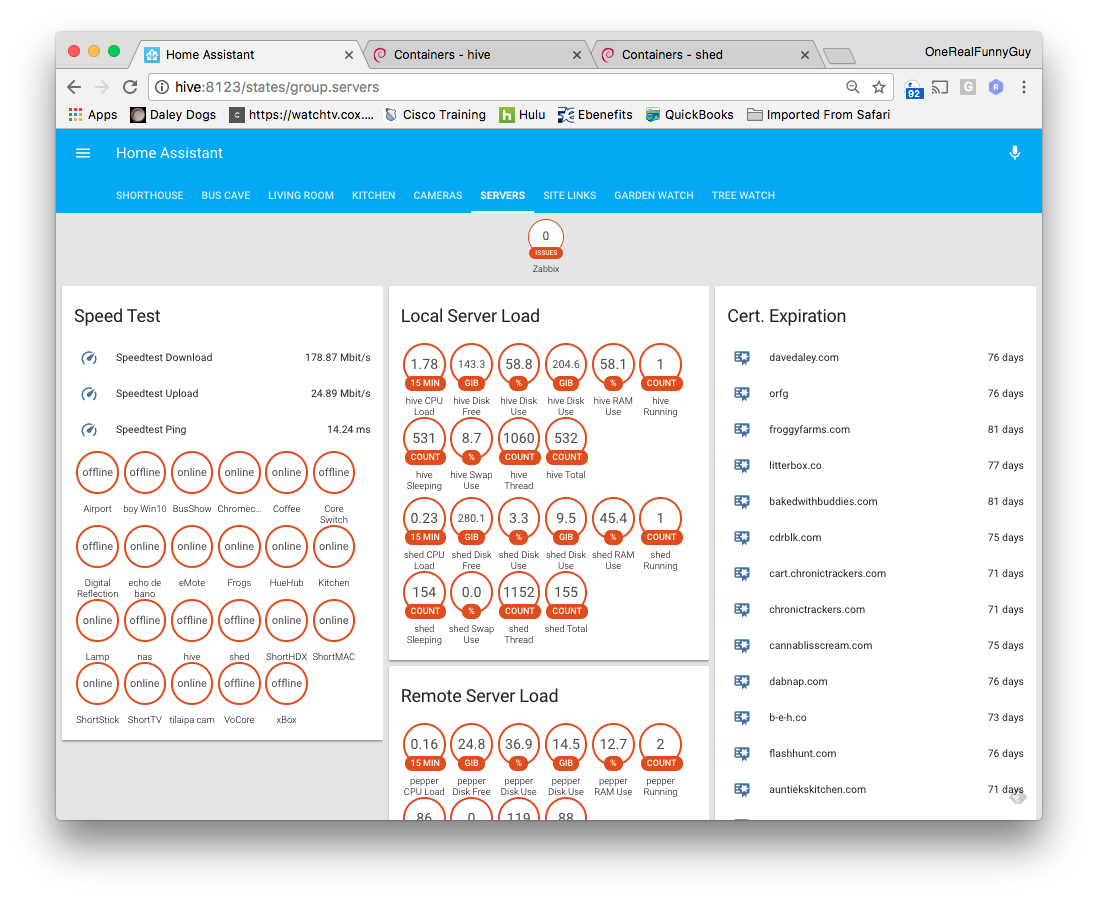 Home Assistant
Containers - hive
Containers - shed
OneRealFunnyGuy
hive:8123/states/group.servers
92
G
R
Apps
Daley Dogs
C
https://watchtv.cox....
Cisco Training
h
Hulu
Ebenefits
QuickBooks
Imported From Safari
Home Assistant
SHORTHOUSE BUS CAVE LIVING ROOM KITCHEN CAMERAS SERVERS SITE LINKS GARDEN WATCH TREE WATCH
0
ISSUES
Zabbix
Speed Test
Speedtest Download 178.87 Mbit/s
Speedtest Upload 24.89 Mbit/s
Speedtest Ping 14.24 ms
offline offline online online online offline
Airport boy Win10 BusShow Chromec... Coffee Core
Switch
offline online online online online online
Digital echo de eMote Frogs HueHub Kitchen
Reflection bano
online offline online offline online online
Lamp nas hive shed ShortHDX ShortMAC
online online online offline offline
ShortStick ShortTV tilaipa cam VoCore xBox
Local Server Load
1.78 143.3 58.8 204.6 58.1 1
15 MIN GIB % GIB % COUNT
hive CPU hive Disk hive Disk hive Disk hive RAM hive
Load Free Use Use Use Running
531 8.7 1060 532
COUNT % COUNT COUNT
hive hive Swap hive hive Total
Sleeping Use Thread
0.23 280.1 3.3 9.5 45.4 1
15 MIN GIB % GIB % COUNT
shed CPU shed Disk shed Disk shed Disk shed RAM shed
Load Free Use Use Use Running
154 0.0 1152 155
COUNT % COUNT COUNT
shed shed Swap shed shed Total
Sleeping Use Thread
Remote Server Load
0.16 24.8 36.9 14.5 12.7 2
15 MIN GIB % GIB % COUNT
pepper pepper pepper pepper pepper pepper
CPU Load Disk Free Disk Use Disk Use RAM Use Running
86 0 119 88
Cert. Expiration
davedaley.com 76 days
orfg 76 days
froggyfarms.com 81 days
litterbox.co 77 days
bakedwithbuddies.com 81 days
cdrblk.com 75 days
cart.chronictrackers.com 71 days
chronictrackers.com 71 days
cannablisscream.com 75 days
dabnap.com 76 days
b-e-h.co 73 days
flashhunt.com 76 days
auntiekskitchen.com 71 days